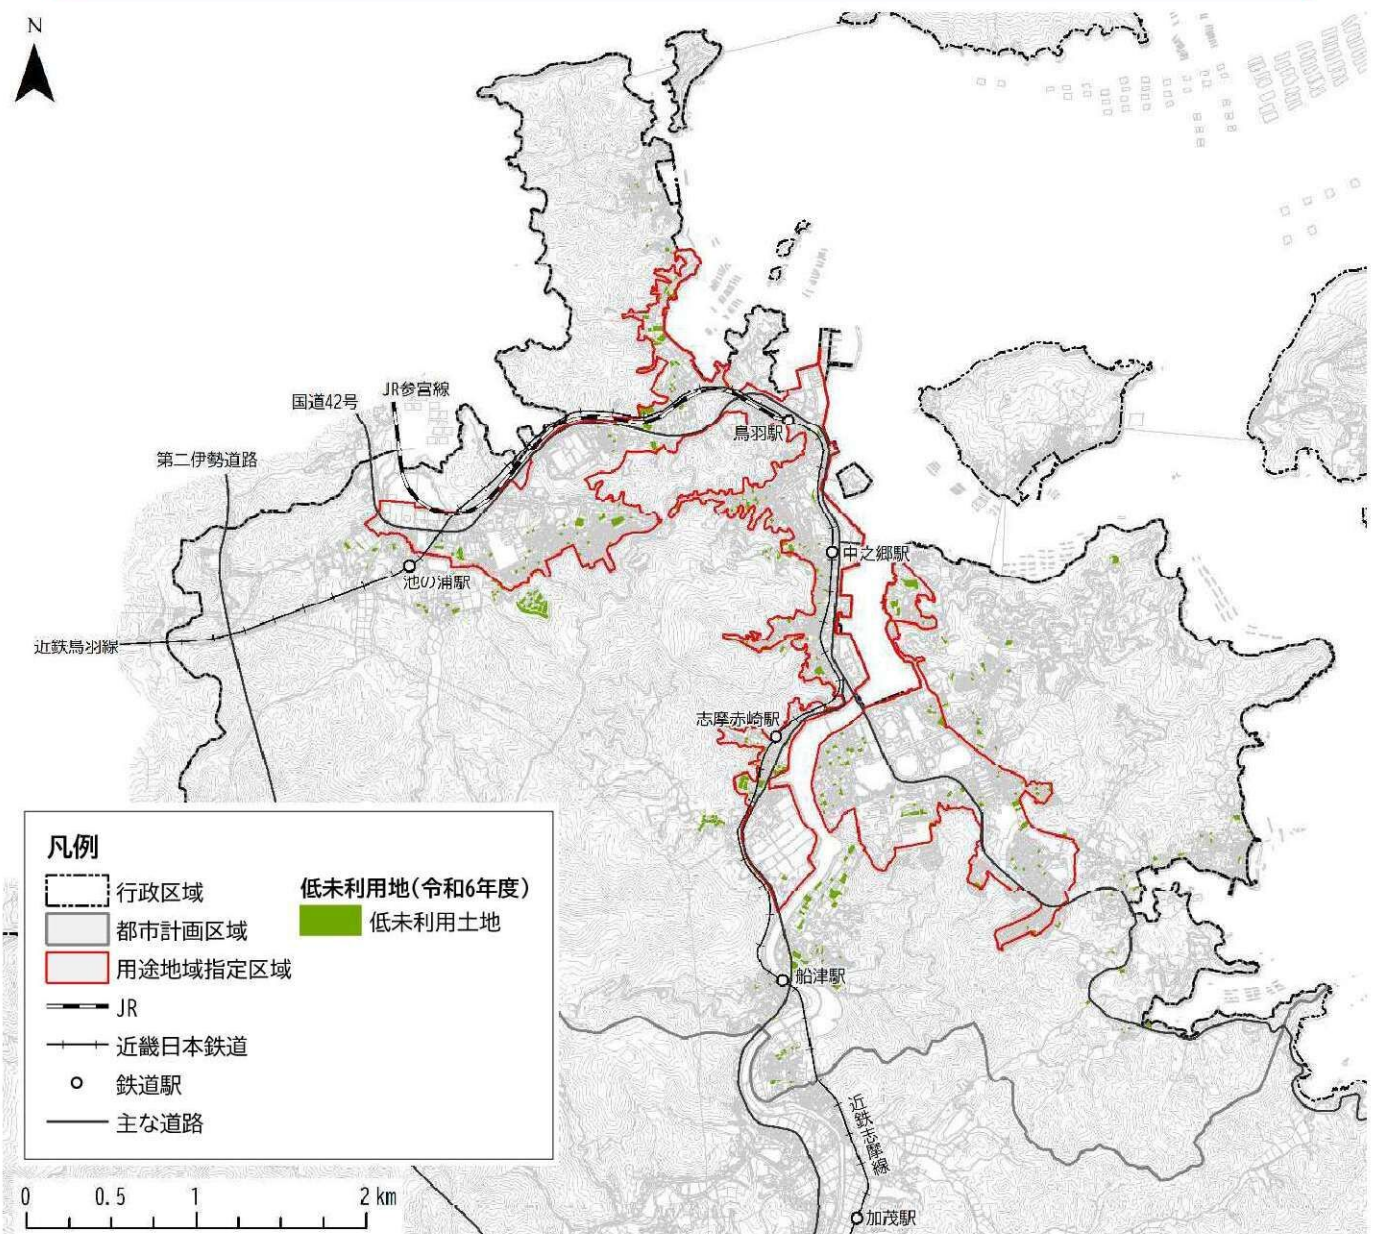 N
国道42号
JR参宮線
第二伊勢道路
鳥羽駅
中之郷駅
池の浦駅
近鉄鳥羽線
志摩赤崎駅
船津駅
近鉄志摩線
加茂駅
凡例
行政区域
都市計画区域
用途地域指定区域
JR
近畿日本鉄道
鉄道駅
主な道路
低未利用地(令和6年度)
低未利用土地
0 0.5 1 2 km